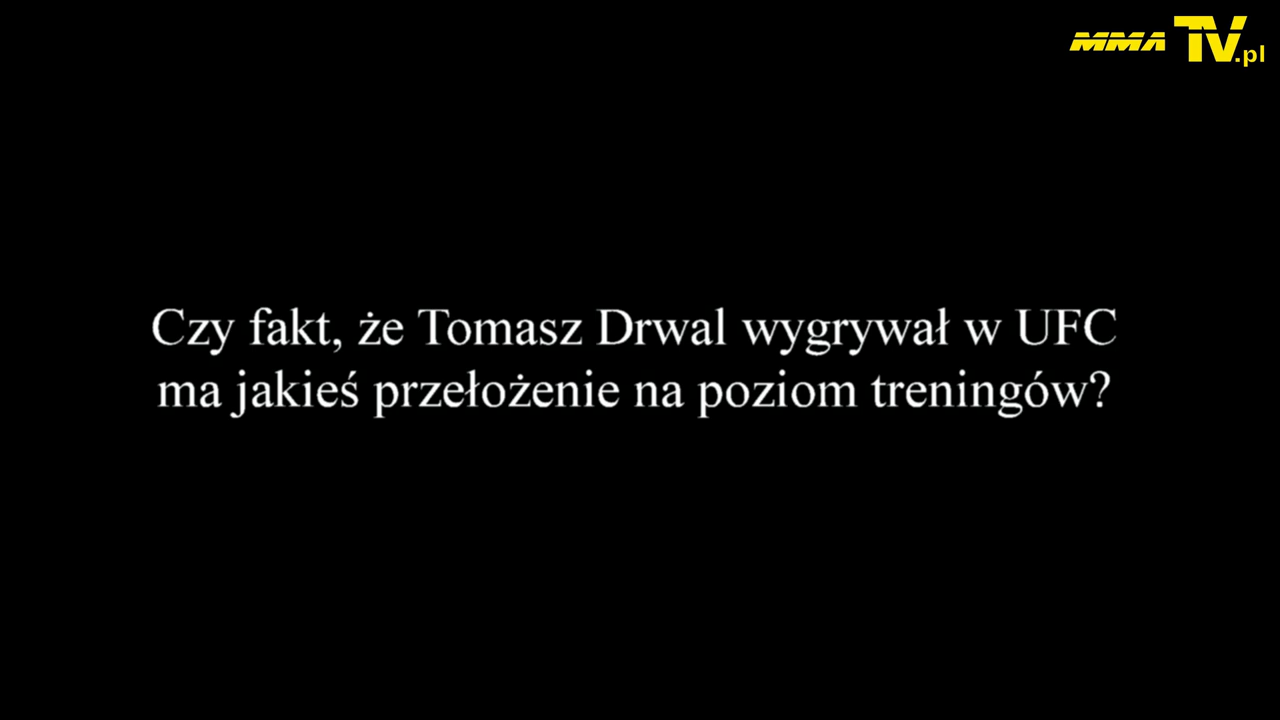 MMA TV.pl
Czy fakt, że Tomasz Drwal wygrywał w UFC
ma jakieś przełożenie na poziom treningów?